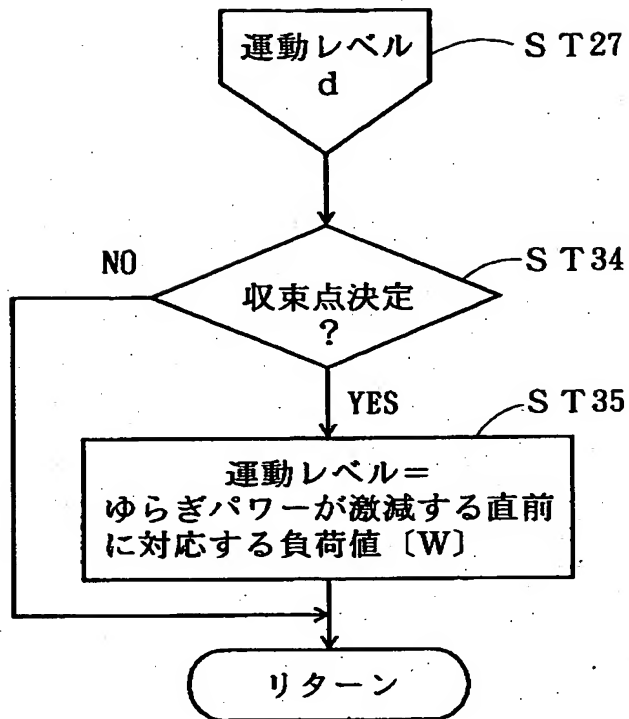 運動レベル
d
ST27
NO
収束点決定
?
ST34
YES
ST35
運動レベル=
ゆらぎパワーが激減する直前
に対応する負荷値〔W〕
リターン